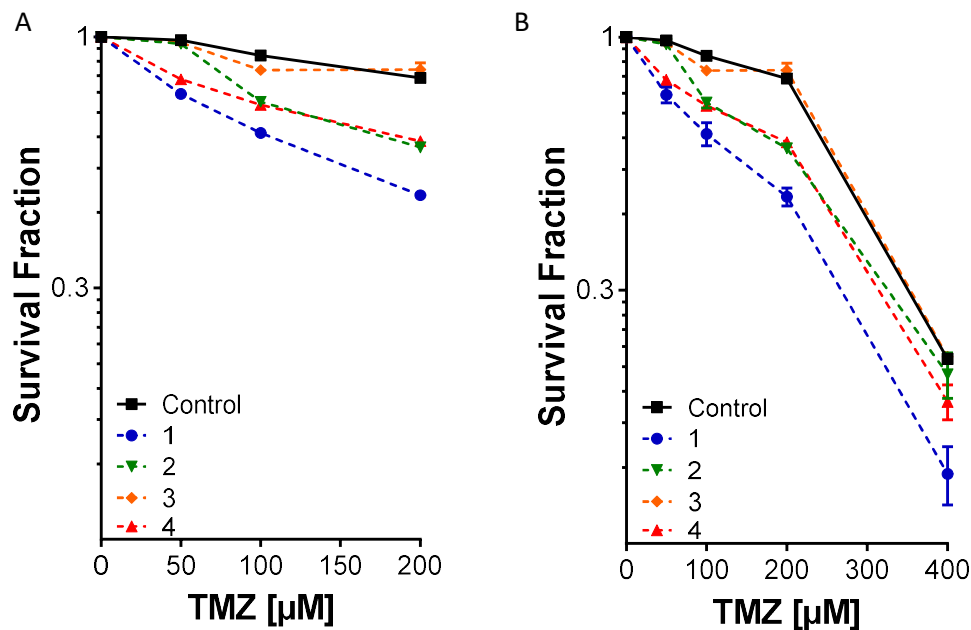 A
Survival Fraction
1
0.3
Control
1
2
3
4
0 50 100 150 200
TMZ [µM]
B
Survival Fraction
1
0.3
Control
1
2
3
4
0 100 200 300 400
TMZ [µM]